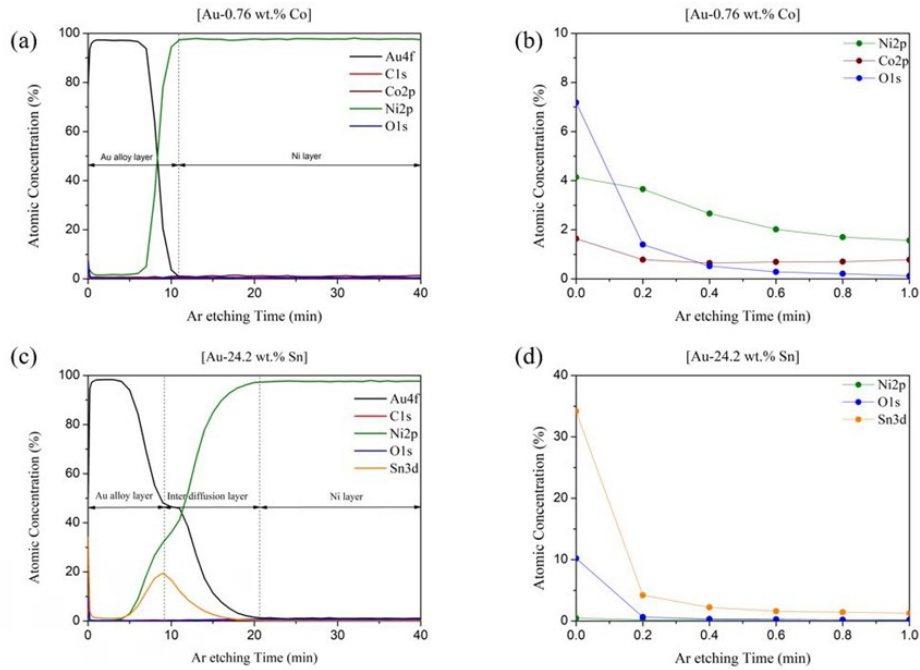 (a)
[Au-0.76 wt.% Co]
Atomic Concentration (%)
100
80
60
40
20
0
Au4f
C1s
Co2p
Ni2p
O1s
Au alloy layer
Ni layer
0 10 20 30 40
Ar etching Time (min)
(b)
[Au-0.76 wt.% Co]
Atomic Concentration (%)
10
8
6
4
2
0
Ni2p
Co2p
O1s
0.0 0.2 0.4 0.6 0.8 1.0
Ar etching Time (min)
(c)
[Au-24.2 wt.% Sn]
Atomic Concentration (%)
100
80
60
40
20
0
Au4f
C1s
Ni2p
O1s
Sn3d
Au alloy layer
Inter diffusion layer
Ni layer
0 10 20 30 40
Ar etching Time (min)
(d)
[Au-24.2 wt.% Sn]
Atomic Concentration (%)
40
30
20
10
0
Ni2p
O1s
Sn3d
0.0 0.2 0.4 0.6 0.8 1.0
Ar etching Time (min)